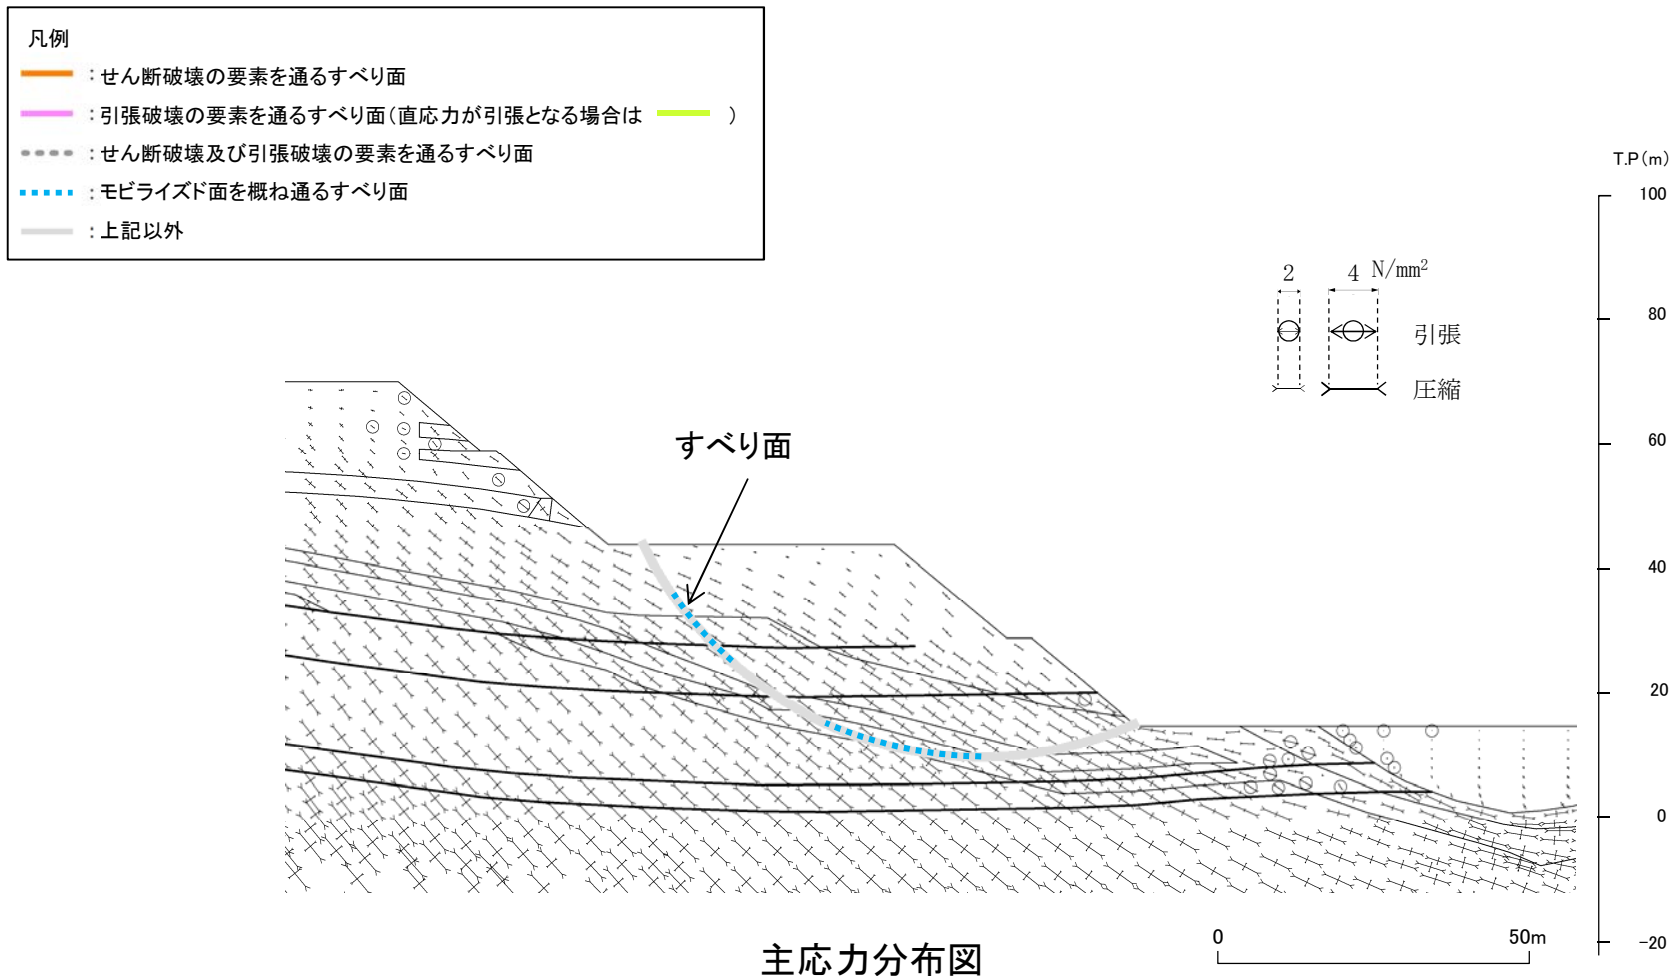 凡例
：せん断破壊の要素を通るすべり面
：引張破壊の要素を通るすべり面（直応力が引張となる場合は　　　）
：せん断破壊及び引張破壊の要素を通るすべり面
：モビライズド面を概ね通るすべり面
：上記以外
T.P（m）
100
80
60
40
20
0
-20
2 4 N/mm²
引張
圧縮
すべり面
0 50m
主応力分布図